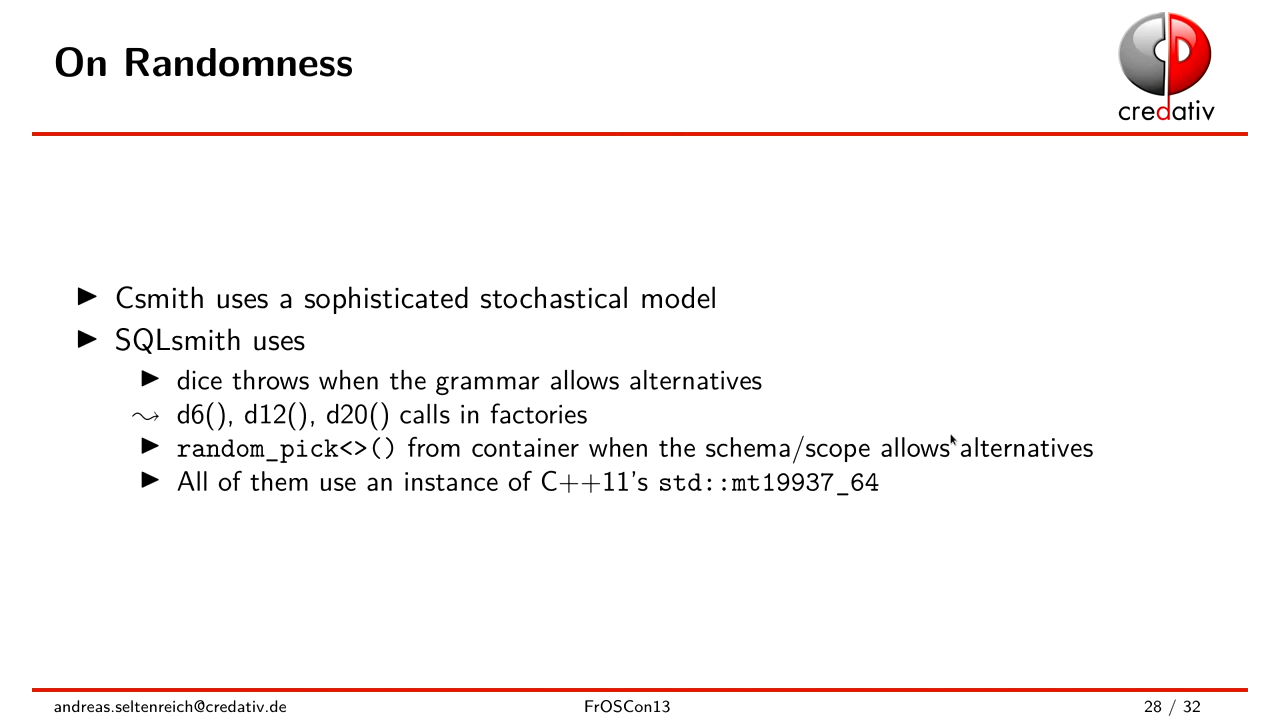 On Randomness
credativ
▶ Csmith uses a sophisticated stochastical model
▶ SQLsmith uses
▶ dice throws when the grammar allows alternatives
⇝ d6(), d12(), d20() calls in factories
▶ random_pick<>() from container when the schema/scope allows alternatives
▶ All of them use an instance of C++11's std::mt19937_64
andreas.seltenreich@credativ.de FrOSCon13 28 / 32